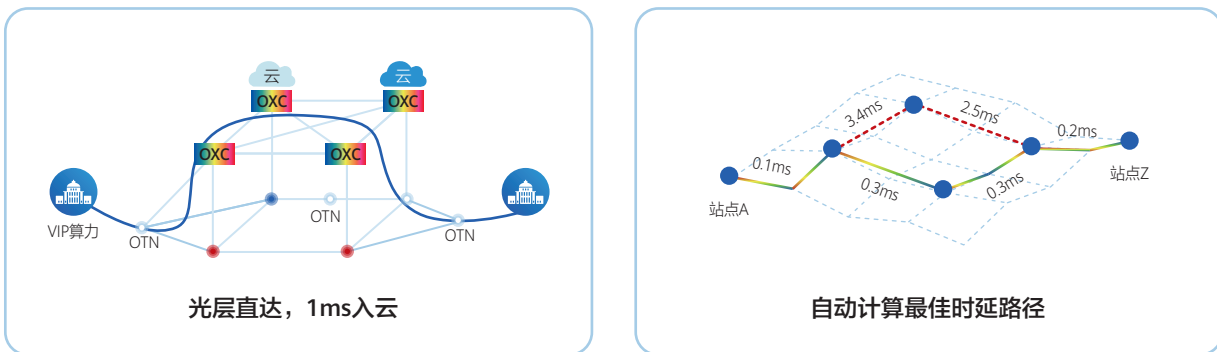 云
云
OXC
OXC
OXC
OXC
VIP算力
OTN
OTN
OTN
光层直达，1ms入云
3.4ms
2.5ms
0.2ms
0.1ms
0.3ms
0.3ms
站点A
站点Z
自动计算最佳时延路径